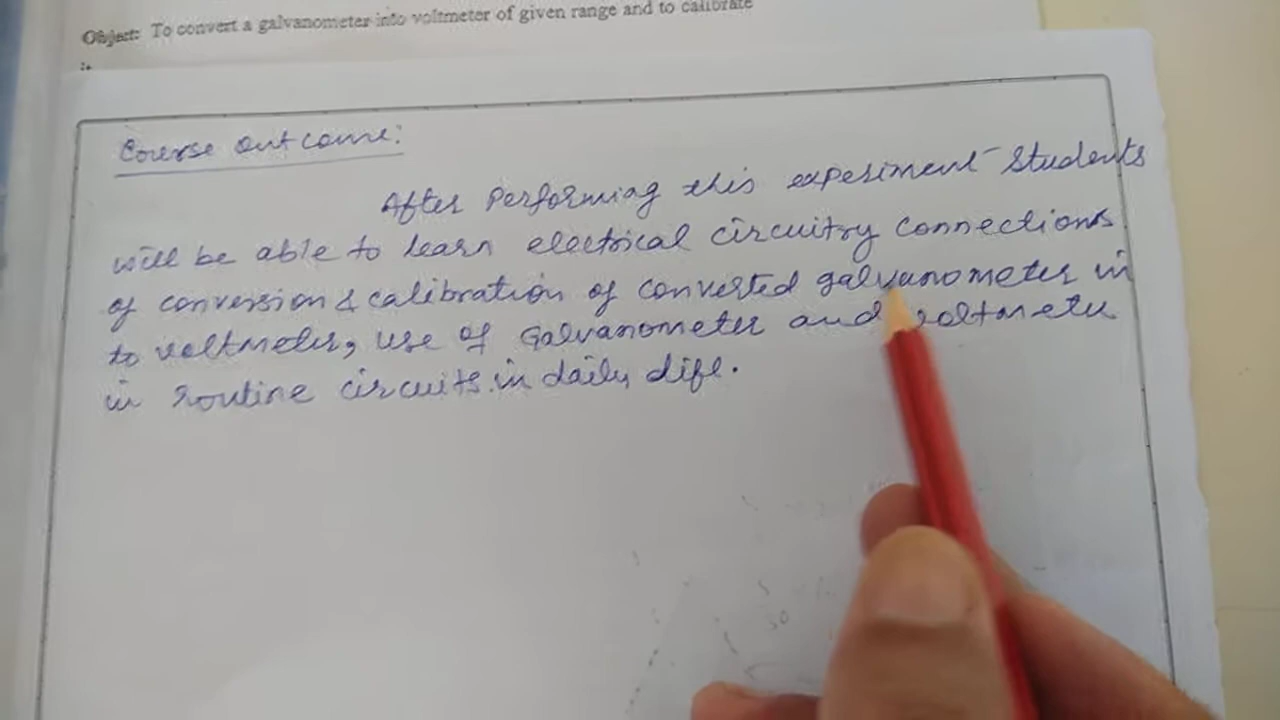 Object: To convert a galvanometer into voltmeter of given range and to calibrate
:-
Course outcome:
After Performing this experiment Students
will be able to learn electrical circuitry connections
of conversion & calibration of converted galvanometer in
to voltmeter, use of Galvanometer and voltmeter
in routine circuits in daily life.